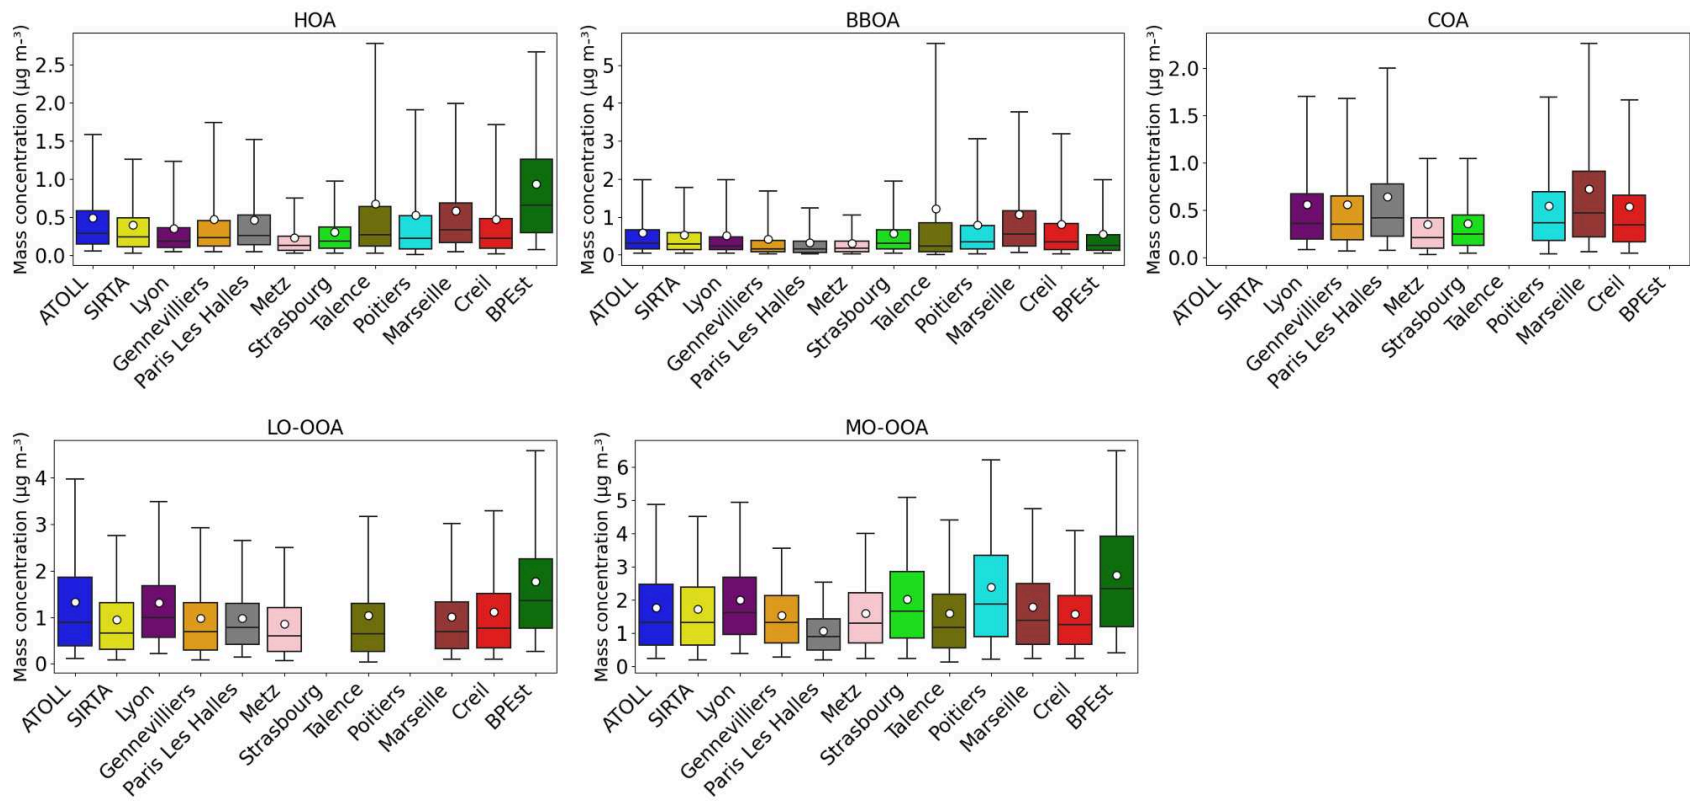 HOA
Mass concentration (µg m-³)
2.5
2.0
1.5
1.0
0.5
0.0
ATOLL
SIRTA
Lyon
Gennevilliers
Paris Les Halles
Metz
Strasbourg
Talence
Poitiers
Marseille
Creil
BPEst
BBOA
Mass concentration (µg m-³)
5
4
3
2
1
0
ATOLL
SIRTA
Lyon
Gennevilliers
Paris Les Halles
Metz
Strasbourg
Talence
Poitiers
Marseille
Creil
BPEst
COA
Mass concentration (µg m-³)
2.0
1.5
1.0
0.5
0.0
ATOLL
SIRTA
Lyon
Gennevilliers
Paris Les Halles
Metz
Strasbourg
Talence
Poitiers
Marseille
Creil
BPEst
LO-OOA
Mass concentration (µg m-³)
4
3
2
1
0
ATOLL
SIRTA
Lyon
Gennevilliers
Paris Les Halles
Metz
Strasbourg
Talence
Poitiers
Marseille
Creil
BPEst
MO-OOA
Mass concentration (µg m-³)
6
5
4
3
2
1
0
ATOLL
SIRTA
Lyon
Gennevilliers
Paris Les Halles
Metz
Strasbourg
Talence
Poitiers
Marseille
Creil
BPEst